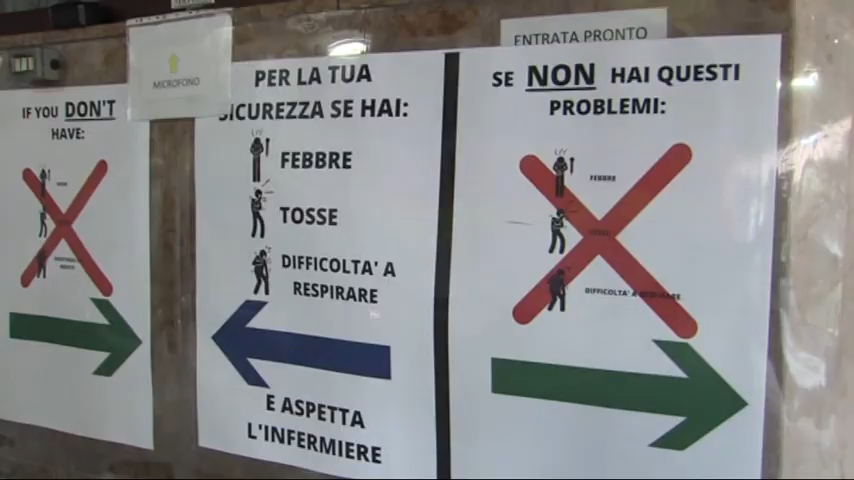 MICROFONO
ENTRATA PRONTO
IF YOU DON'T
HAVE:
PER LA TUA
SICUREZZA SE HAI:
FEBBRE
TOSSE
DIFFICOLTA' A
RESPIRARE
E ASPETTA
L'INFERMIERE
SE NON HAI QUESTI
PROBLEMI:
FEBBRE
DIFFICOLTA' A RESPIRARE